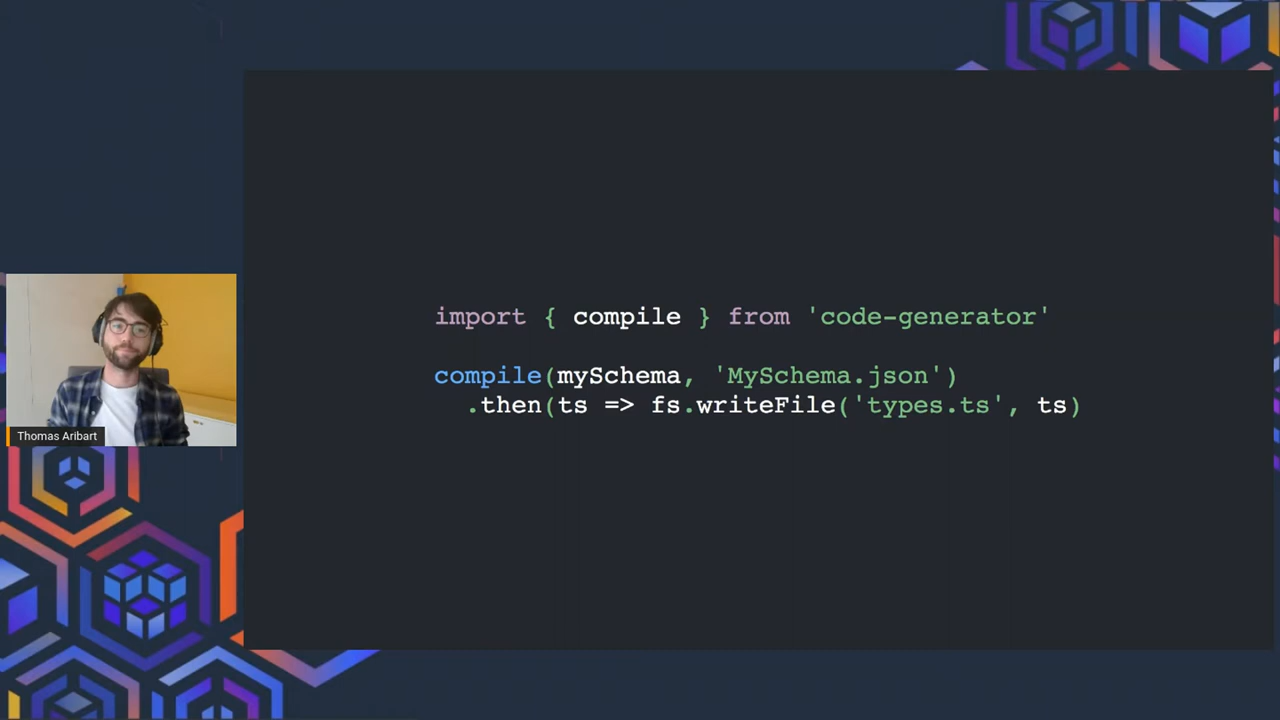 import { compile } from 'code-generator'
compile(mySchema, 'MySchema.json')
.then(ts => fs.writeFile('types.ts', ts)
Thomas Aribart